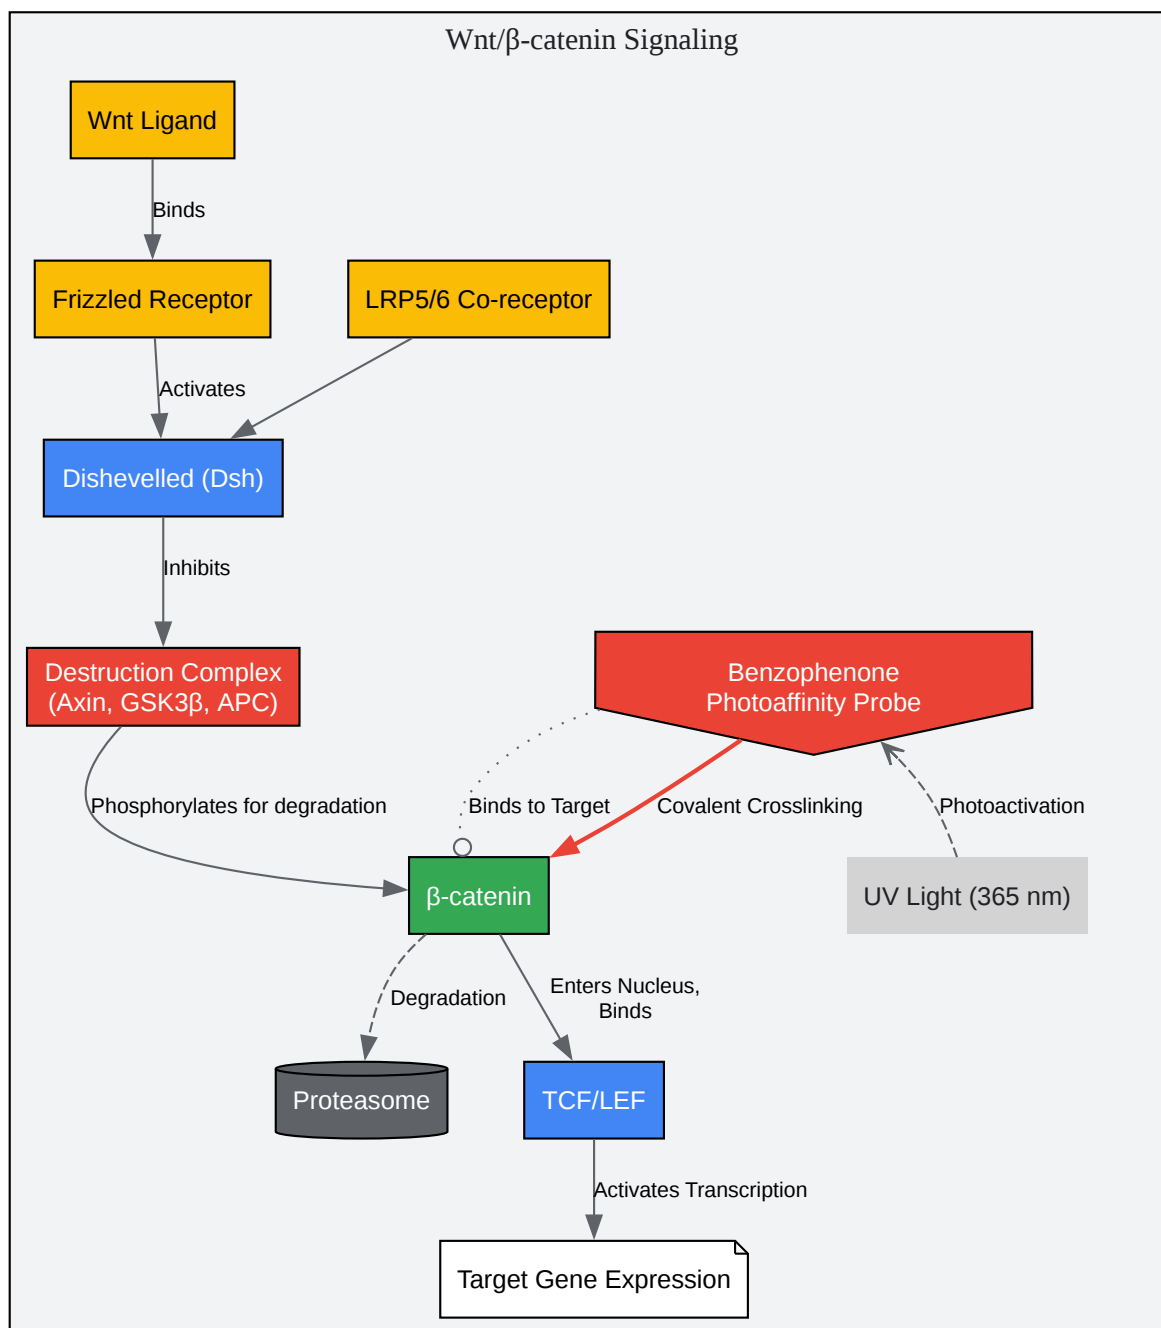 Wnt/β-catenin Signaling
Wnt Ligand
Binds
Frizzled Receptor
LRP5/6 Co-receptor
Activates
Dishevelled (Dsh)
Inhibits
Destruction Complex
(Axin, GSK3β, APC)
Benzophenone
Photoaffinity Probe
Phosphorylates for degradation
Binds to Target
Covalent Crosslinking
Photoactivation
β-catenin
UV Light (365 nm)
Degradation
Enters Nucleus,
Binds
Proteasome
TCF/LEF
Activates Transcription
Target Gene Expression